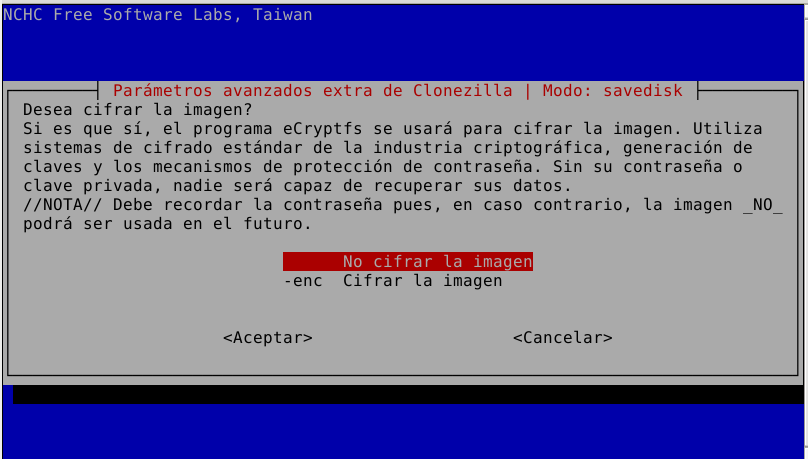 NCHC Free Software Labs, Taiwan
Parámetros avanzados extra de Clonezilla | Modo: savedisk
Desea cifrar la imagen?
Si es que sí, el programa eCryptfs se usará para cifrar la imagen. Utiliza
sistemas de cifrado estándar de la industria criptográfica, generación de
claves y los mecanismos de protección de contraseña. Sin su contraseña o
clave privada, nadie será capaz de recuperar sus datos.
//NOTA// Debe recordar la contraseña pues, en caso contrario, la imagen _NO_
podrá ser usada en el futuro.
No cifrar la imagen
-enc  Cifrar la imagen
<Aceptar> <Cancelar>